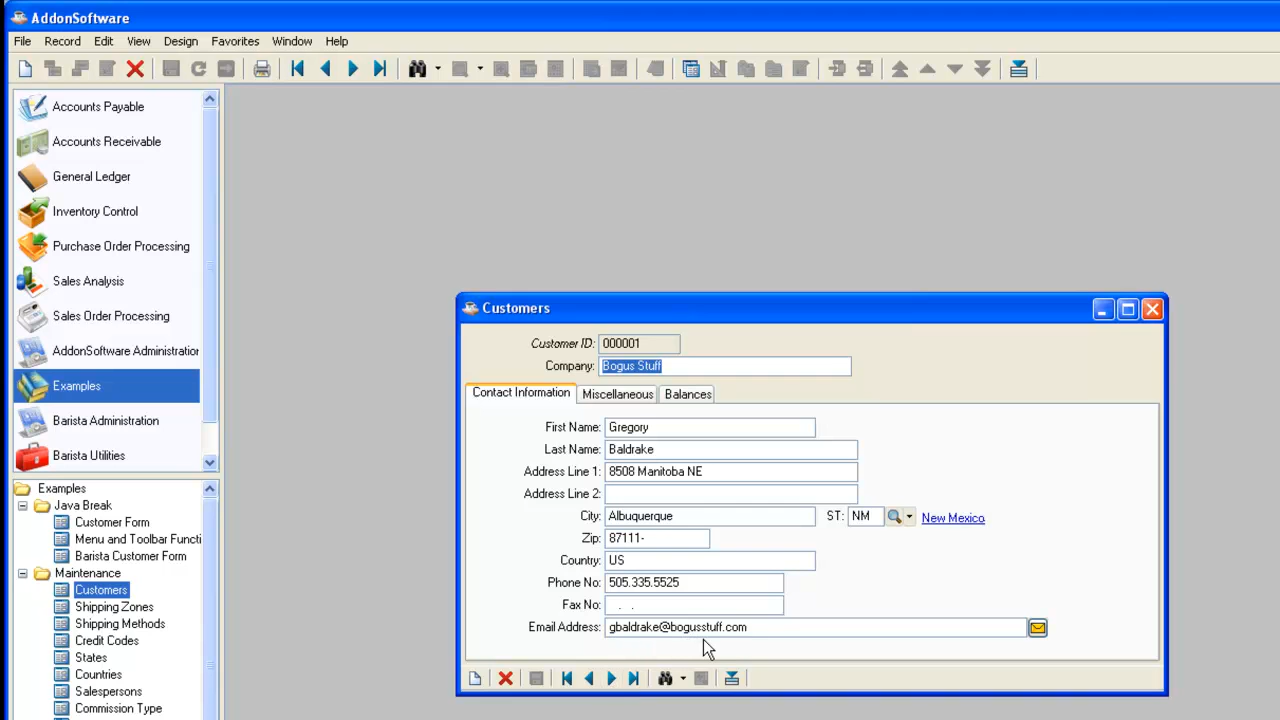 AddonSoftware
File Record Edit View Design Favorites Window Help
Accounts Payable
Accounts Receivable
General Ledger
Inventory Control
Purchase Order Processing
Sales Analysis
Sales Order Processing
AddonSoftware Administration
Examples
Barista Administration
Barista Utilities
Examples
Java Break
Customer Form
Menu and Toolbar Functi
Barista Customer Form
Maintenance
Customers
Shipping Zones
Shipping Methods
Credit Codes
States
Countries
Salespersons
Commission Type
Customers
Customer ID: 000001
Company: Bogus Stuff
Contact Information Miscellaneous Balances
First Name: Gregory
Last Name: Baldrake
Address Line 1: 8508 Manitoba NE
Address Line 2:
City: Albuquerque ST: NM New Mexico
Zip: 87111-
Country: US
Phone No: 505.335.5525
Fax No: . .
Email Address: gbaldrake@bogusstuff.com